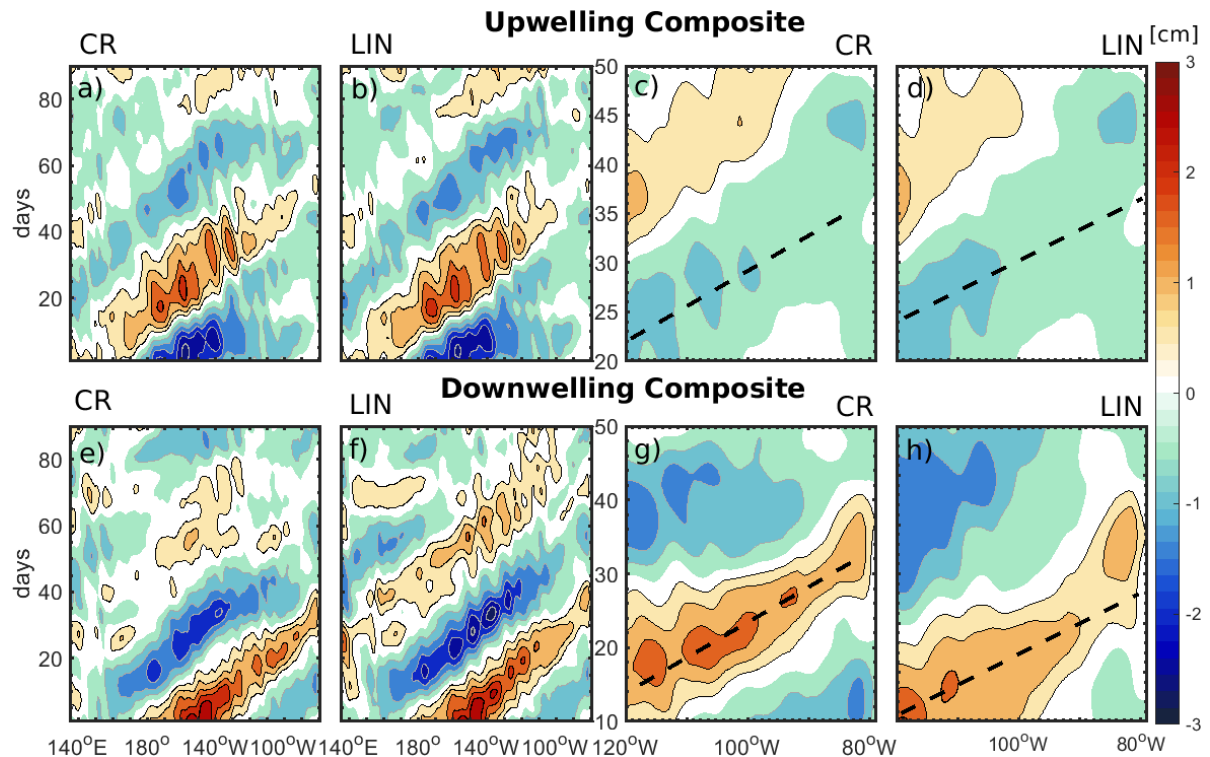 Upwelling Composite
CR LIN CR LIN [cm]
a) b) c) d)
80 60 40 20
days
50 45 40 35 30 25 20
3 2 1 0 -1 -2 -3
Downwelling Composite
CR LIN CR LIN
e) f) g) h)
80 60 40 20
days
50 40 30 20 10
140°E 180° 140°W 100°W 140°E 180° 140°W 100°W 120°W 100°W 80°W 100°W 80°W